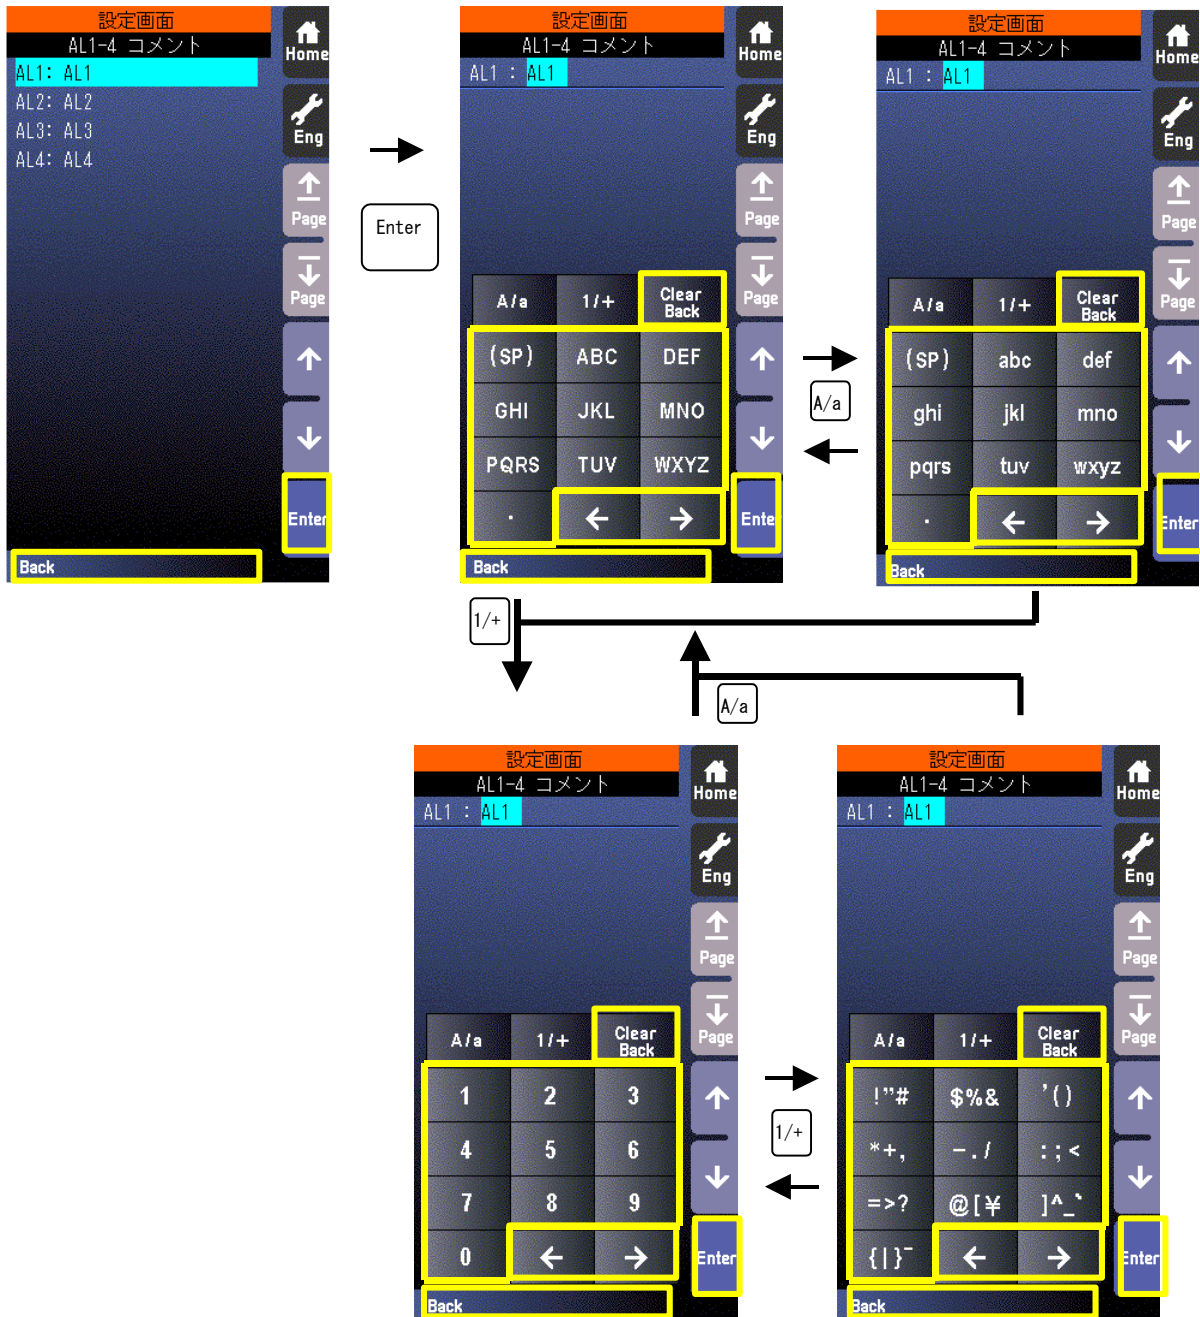 設定画面
AL1-4 コメント
AL1: AL1
AL2: AL2
AL3: AL3
AL4: AL4
Home
Eng
Page
Page
Enter
Back
Enter
設定画面
AL1-4 コメント
AL1 : AL1
Home
Eng
Page
Page
A/a 1/+ Clear Back
(SP) ABC DEF
GHI JKL MNO
PQRS TUV WXYZ
. ← →
Enter
Back
A/a
設定画面
AL1-4 コメント
AL1 : AL1
Home
Eng
Page
Page
A/a 1/+ Clear Back
(SP) abc def
ghi jkl mno
pqrs tuv wxyz
. ← →
Enter
Back
1/+
A/a
設定画面
AL1-4 コメント
AL1 : AL1
Home
Eng
Page
Page
A/a 1/+ Clear Back
1 2 3
4 5 6
7 8 9
0 ← →
Enter
Back
1/+
設定画面
AL1-4 コメント
AL1 : AL1
Home
Eng
Page
Page
A/a 1/+ Clear Back
!"# $%& '()
*+, -./ :;<
=>? @[¥ ]^_`
{|}‾ ← →
Enter
Back